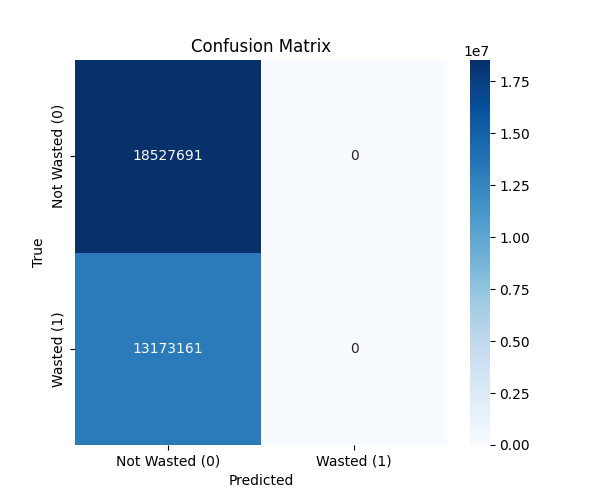 Confusion Matrix
1e7
True
Not Wasted (0)
Wasted (1)
18527691
0
13173161
0
Not Wasted (0)
Wasted (1)
Predicted
1.75
1.50
1.25
1.00
0.75
0.50
0.25
0.00